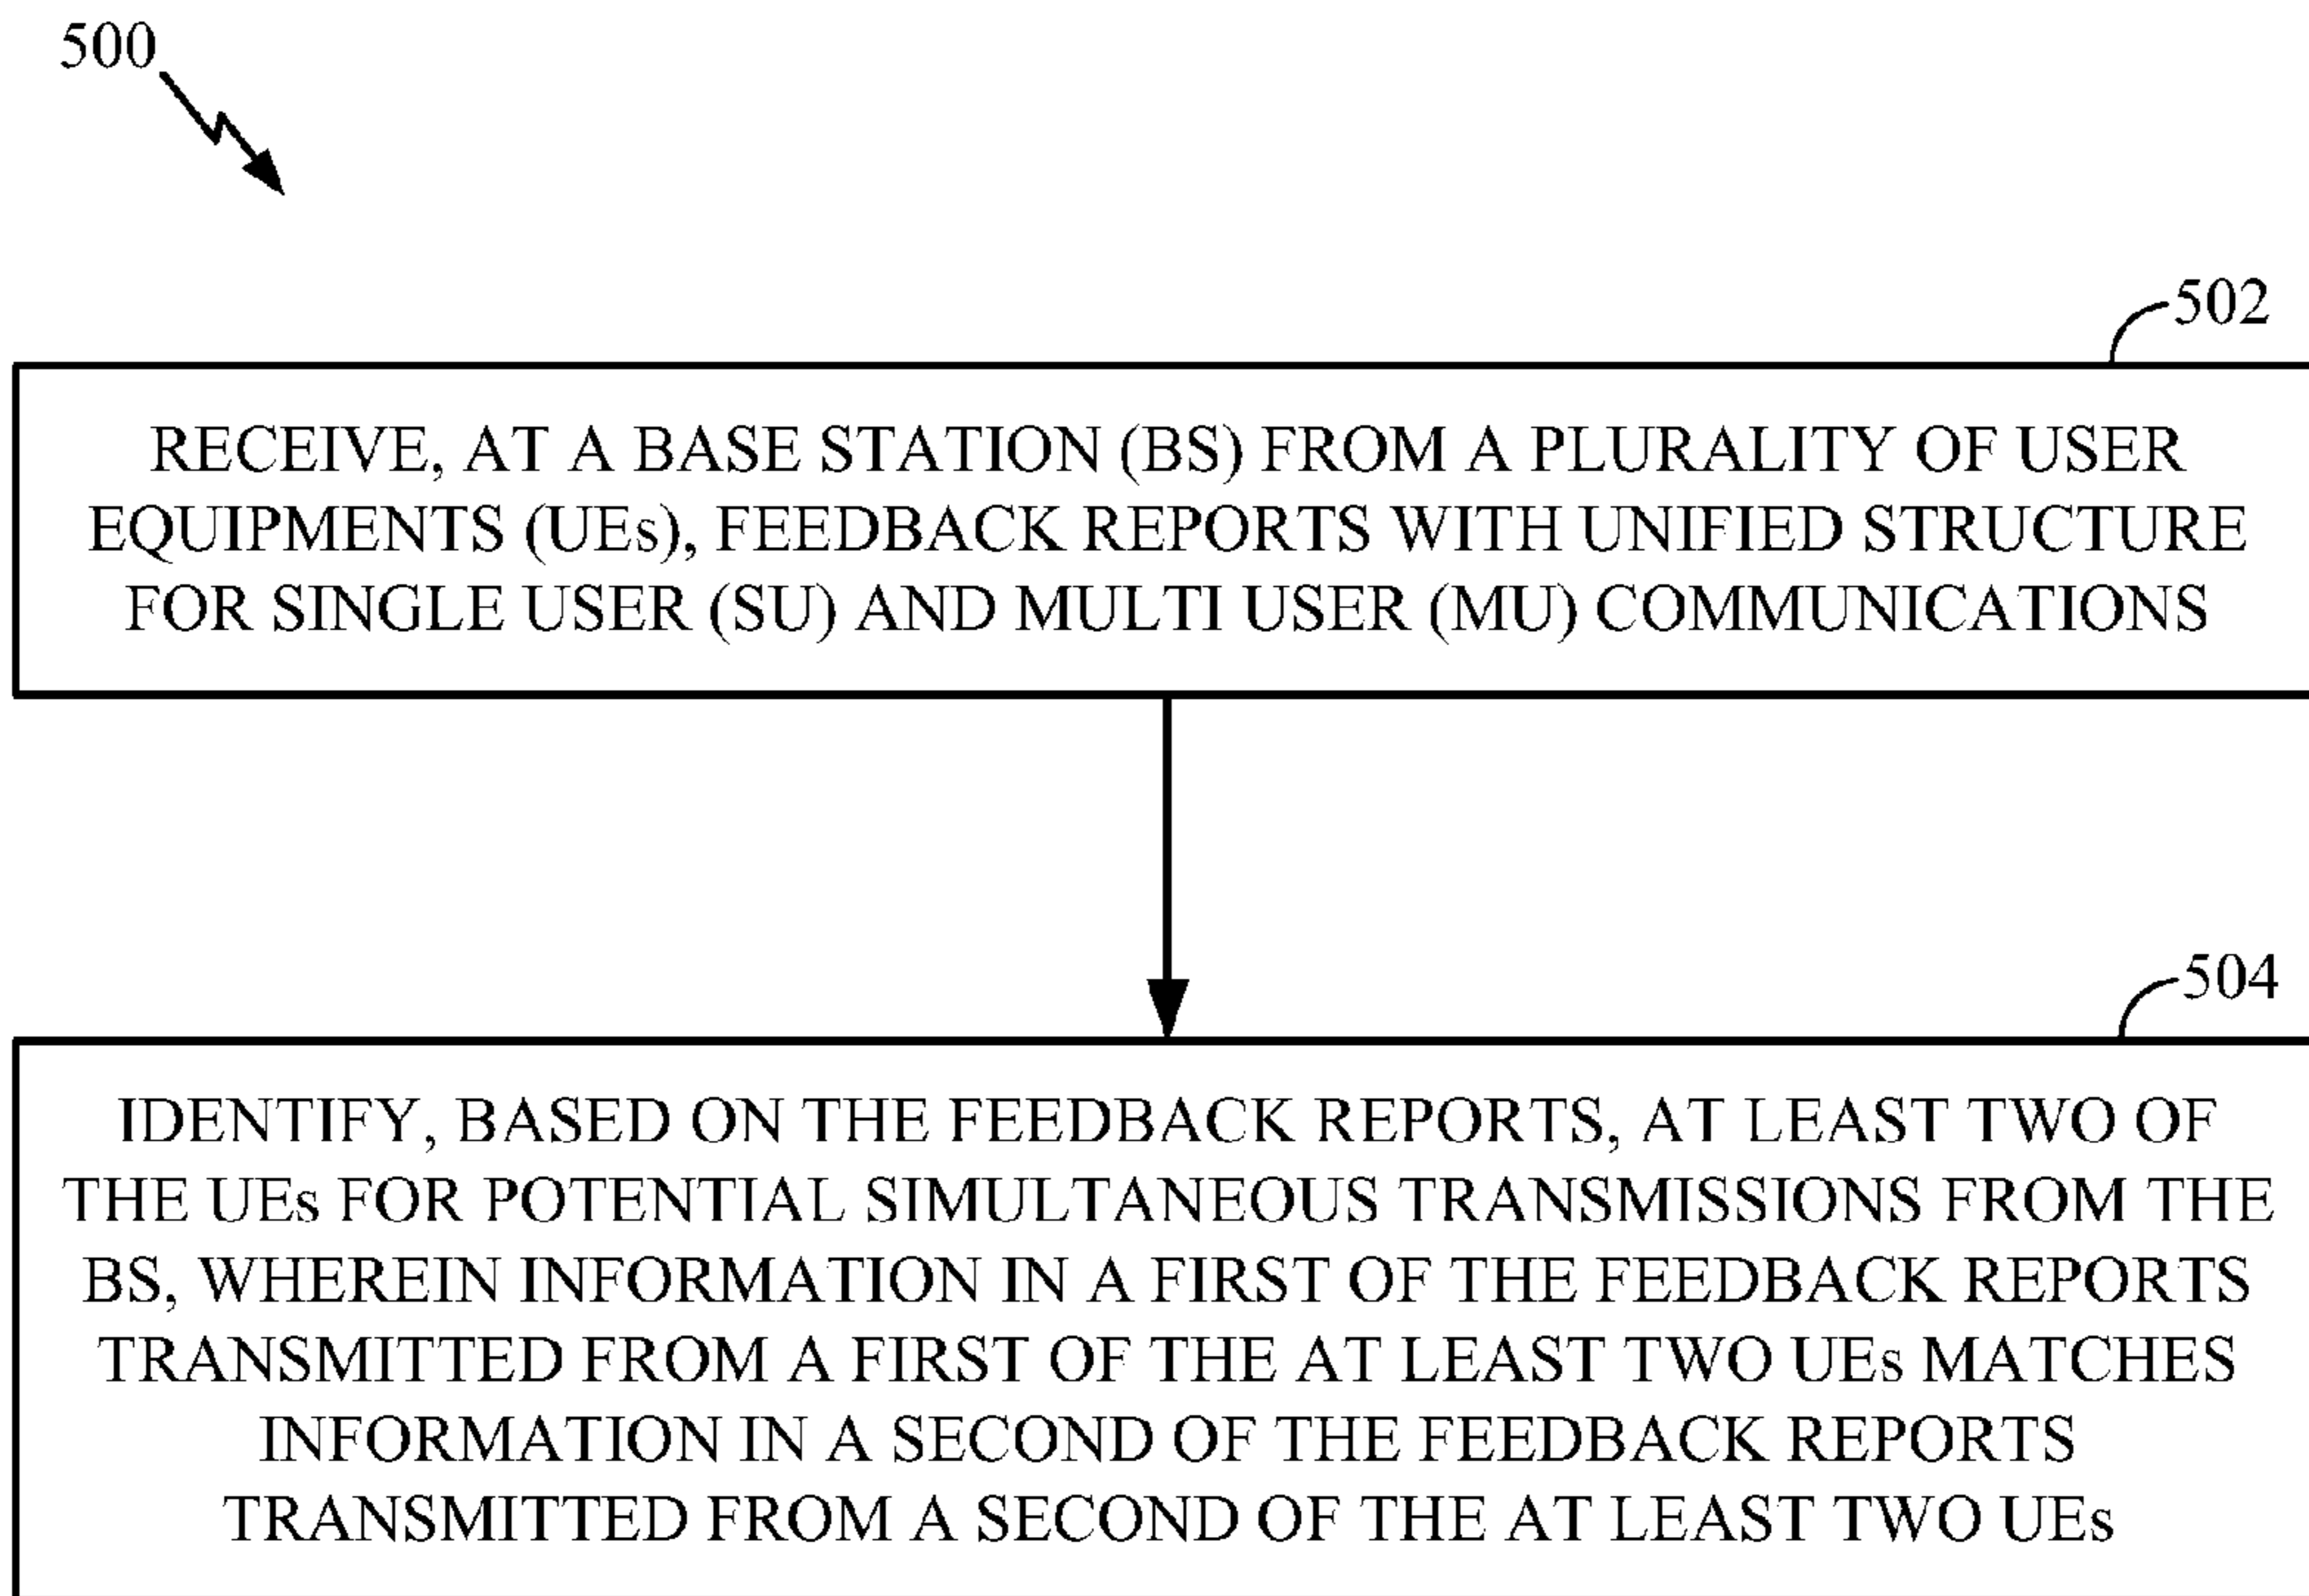 500
502
RECEIVE, AT A BASE STATION (BS) FROM A PLURALITY OF USER
EQUIPMENTS (UEs), FEEDBACK REPORTS WITH UNIFIED STRUCTURE
FOR SINGLE USER (SU) AND MULTI USER (MU) COMMUNICATIONS
504
IDENTIFY, BASED ON THE FEEDBACK REPORTS, AT LEAST TWO OF
THE UEs FOR POTENTIAL SIMULTANEOUS TRANSMISSIONS FROM THE
BS, WHEREIN INFORMATION IN A FIRST OF THE FEEDBACK REPORTS
TRANSMITTED FROM A FIRST OF THE AT LEAST TWO UEs MATCHES
INFORMATION IN A SECOND OF THE FEEDBACK REPORTS
TRANSMITTED FROM A SECOND OF THE AT LEAST TWO UEs